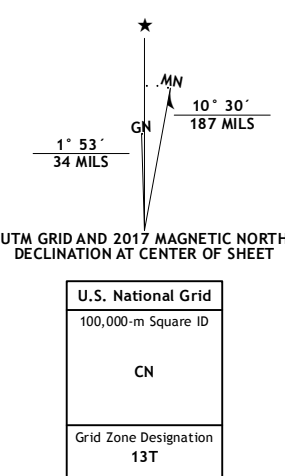 ★
MN
10° 30´
187 MILS
GN
1° 53´
34 MILS
UTM GRID AND 2017 MAGNETIC NORTH
DECLINATION AT CENTER OF SHEET
U.S. National Grid
100,000-m Square ID
CN
Grid Zone Designation
13T